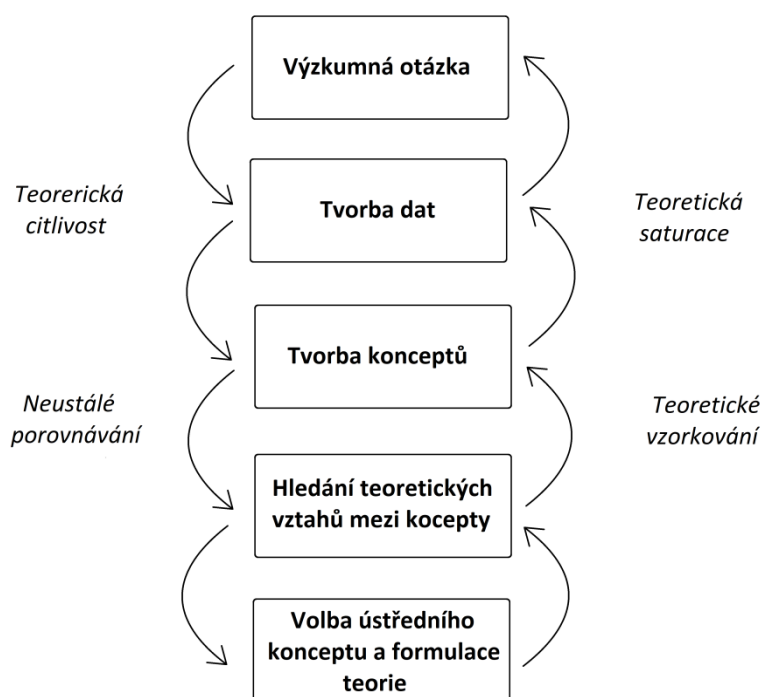 Výzkumná otázka
Teorerická
citlivost
Tvorba dat
Teoretická
saturace
Tvorba konceptů
Neustálé
porovnávání
Teoretické
vzorkování
Hledání teoretických
vztahů mezi kocepty
Volba ústředního
konceptu a formulace
teorie